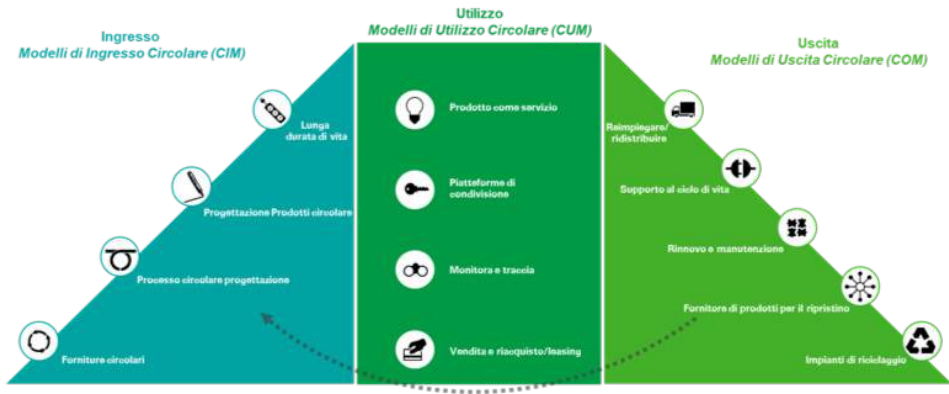 Ingresso
Modelli di Ingresso Circolare (CIM)
Lunga
durata di vita
Progettazione Prodotti circolare
Processo circolare progettazione
Forniture circolari
Utilizzo
Modelli di Utilizzo Circolare (CUM)
Prodotto come servizio
Piattaforme di
condivisione
Monitora e traccia
Vendita e riacquisto/leasing
Uscita
Modelli di Uscita Circolare (COM)
Reimpiegare/
ridistribuire
Supporto al ciclo di vita
Rinnovo e manutenzione
Fornitore di prodotti per il ripristino
Impianti di riciclaggio